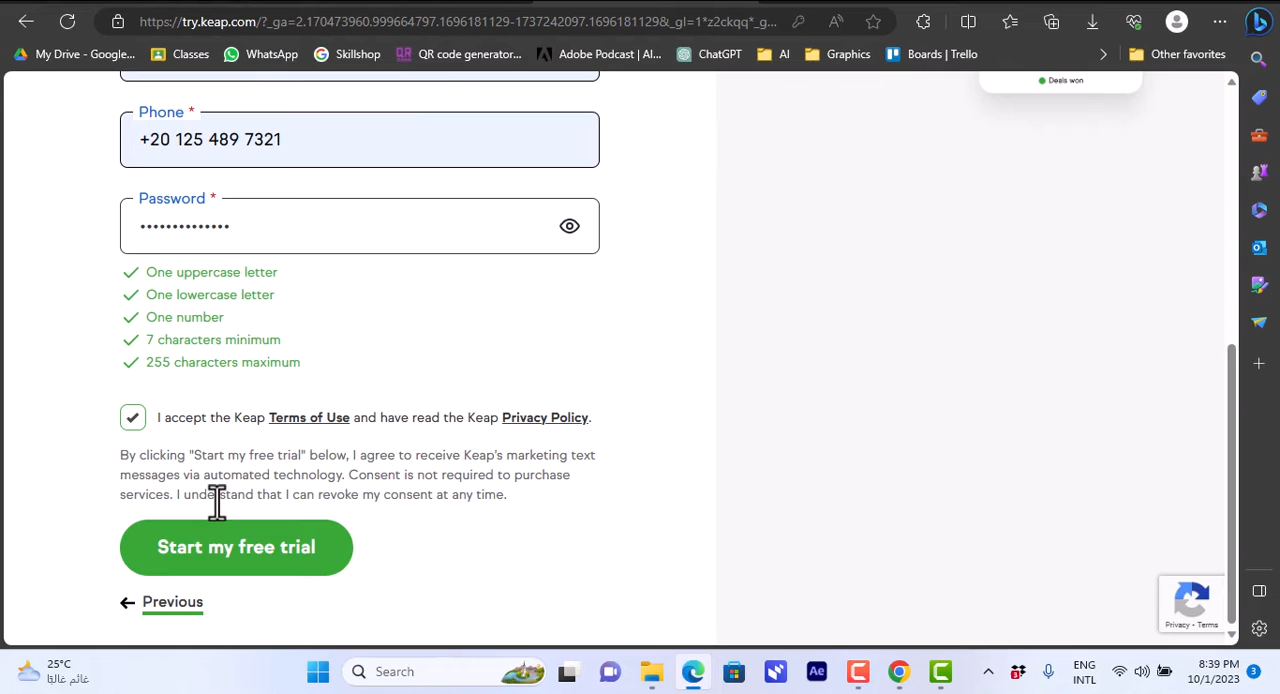 https://try.keap.com/?_ga=2.170473960.999664797.1696181129-1737242097.1696181129&_gl=1*z2ckqq*_g...
My Drive - Google...
Classes
WhatsApp
Skillshop
QR code generator...
Adobe Podcast | AI...
ChatGPT
AI
Graphics
Boards | Trello
Other favorites
Deals won
Phone *
+20 125 489 7321
Password *
••••••••••••••
One uppercase letter
One lowercase letter
One number
7 characters minimum
255 characters maximum
I accept the Keap Terms of Use and have read the Keap Privacy Policy.
By clicking "Start my free trial" below, I agree to receive Keap's marketing text
messages via automated technology. Consent is not required to purchase
services. I understand that I can revoke my consent at any time.
Start my free trial
Previous
Privacy - Terms
25°C
غائم غالبًا
Search
Ae
ENG
INTL
8:39 PM
10/1/2023
3